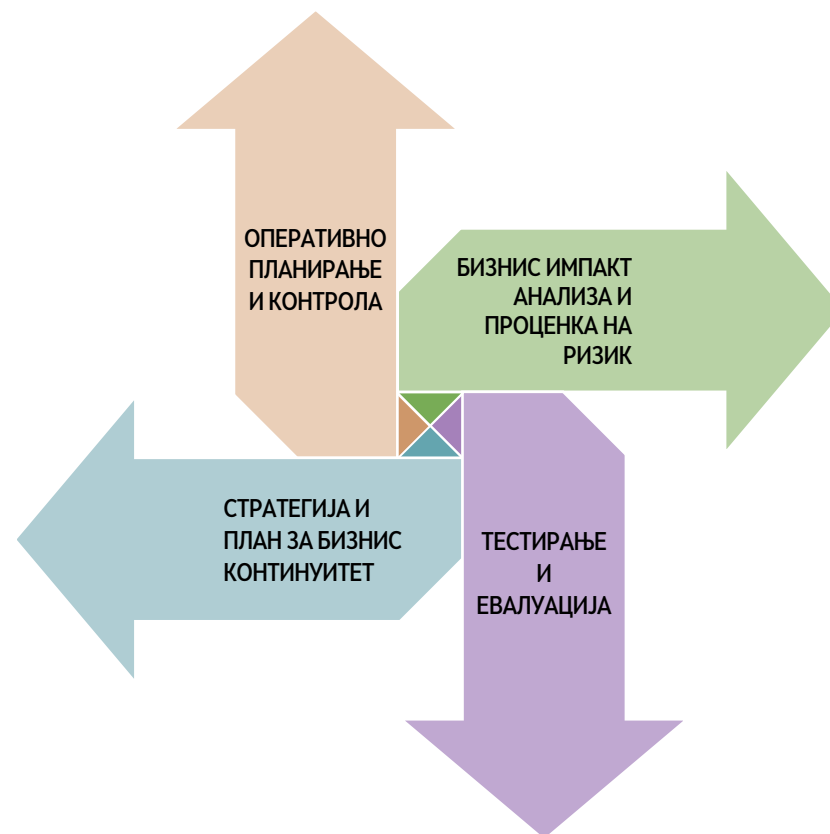 ОПЕРАТИВНО
ПЛАНИРАЊЕ
И КОНТРОЛА
БИЗНИС ИМПАКТ
АНАЛИЗА И
ПРОЦЕНКА НА
РИЗИК
СТРАТЕГИЈА И
ПЛАН ЗА БИЗНИС
КОНТИНУИТЕТ
ТЕСТИРАЊЕ
И
ЕВАЛУАЦИЈА